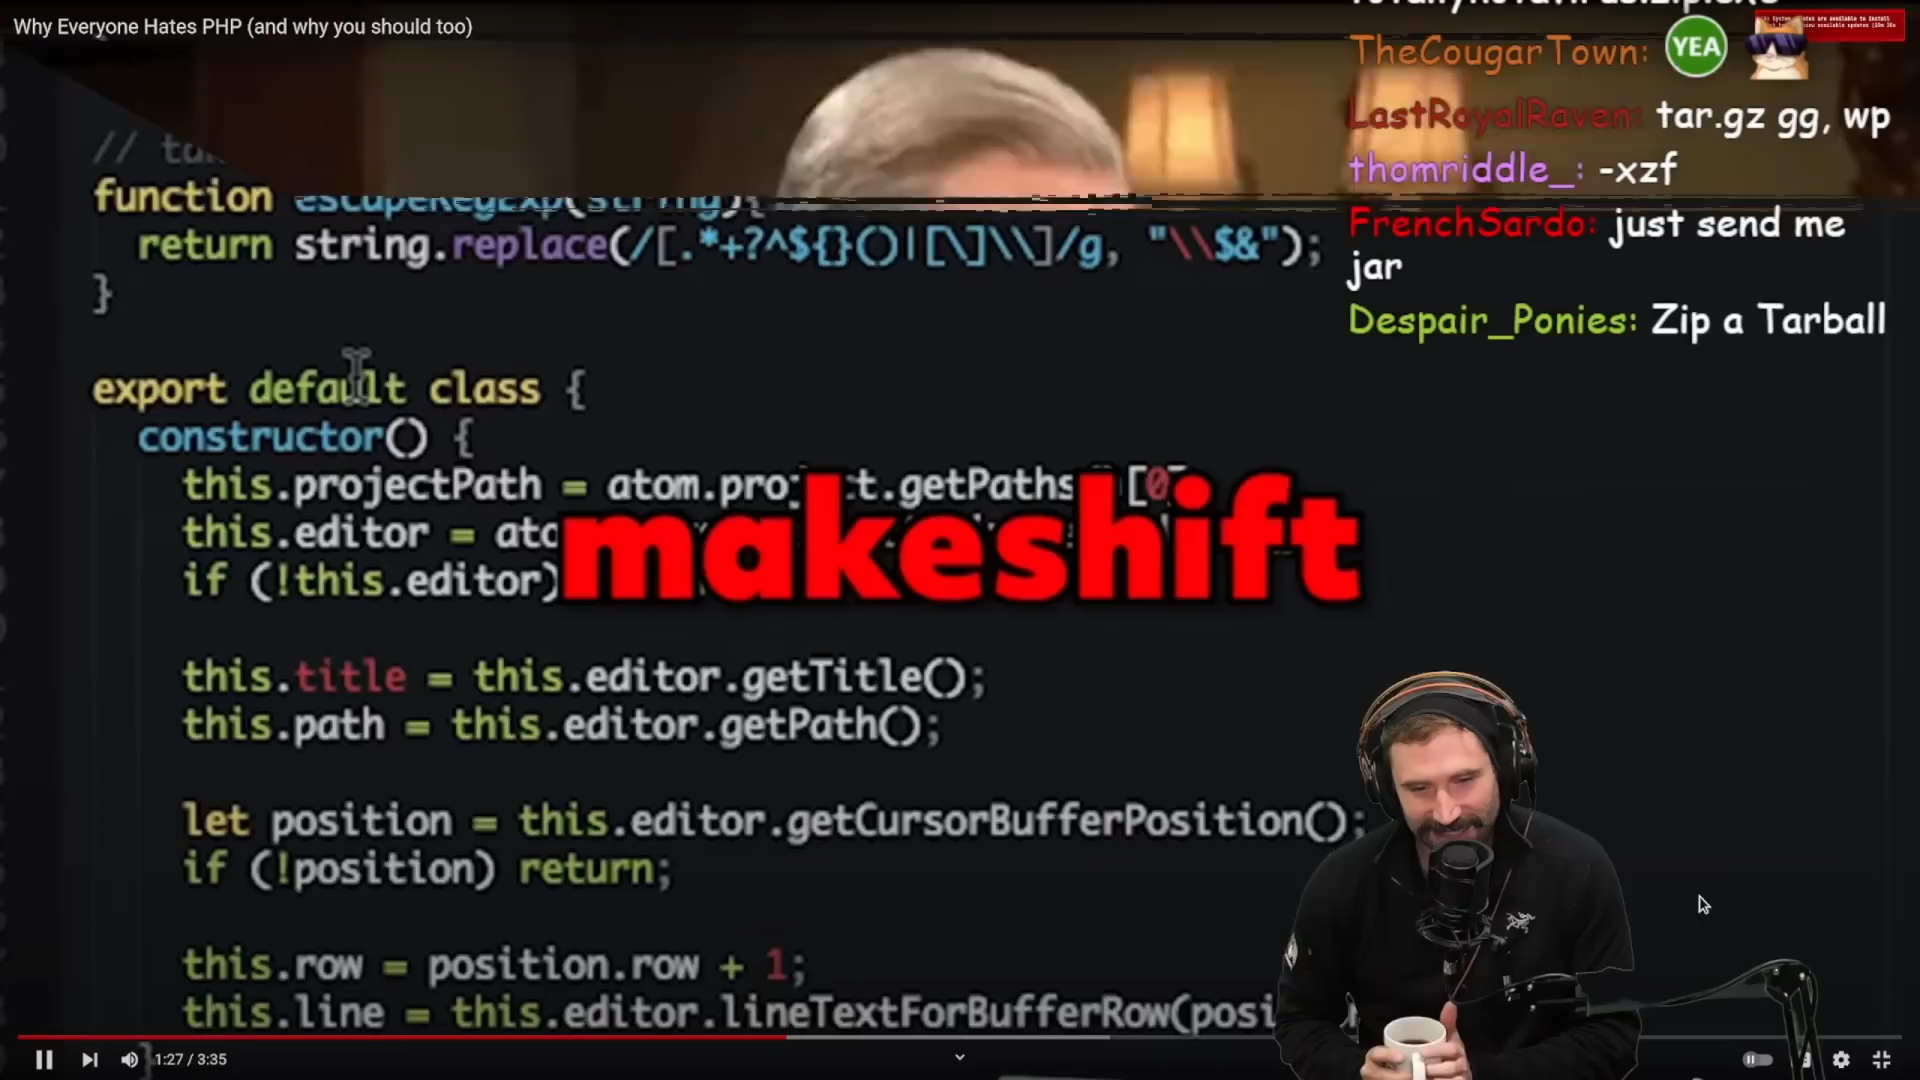 Why Everyone Hates PHP (and why you should too)
TheCougarTown: YEA
LastRoyalRaven: tar.gz gg, wp
thomriddle_: -xzf
FrenchSardo: just send me
jar
Despair_Ponies: Zip a Tarball
//
function escapeRegExp(string){
return string.replace(/[.*+?^${}()|[\]\\]/g, "\\$&");
}
export default class {
constructor() {
this.projectPath = atom.project.getPaths()[0]
this.editor =
if (!this.editor)
makeshift
this.title = this.editor.getTitle();
this.path = this.editor.getPath();
let position = this.editor.getCursorBufferPosition();
if (!position) return;
this.row = position.row + 1;
this.line = this.editor.lineTextForBufferRow(posi
}
1:27 / 3:35